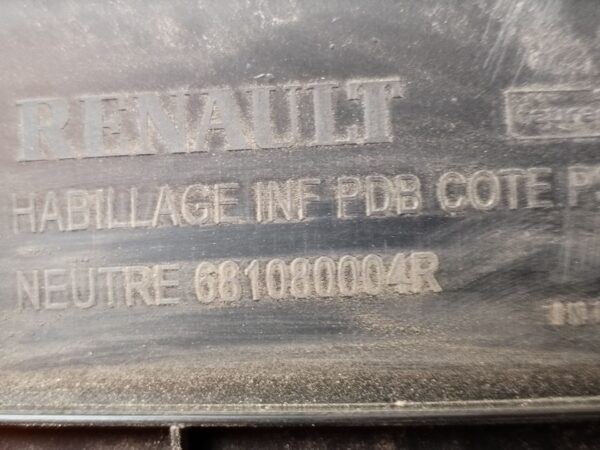 RENAULT
HABILLAGE INF PDB COTE
NEUTRE 681080004R